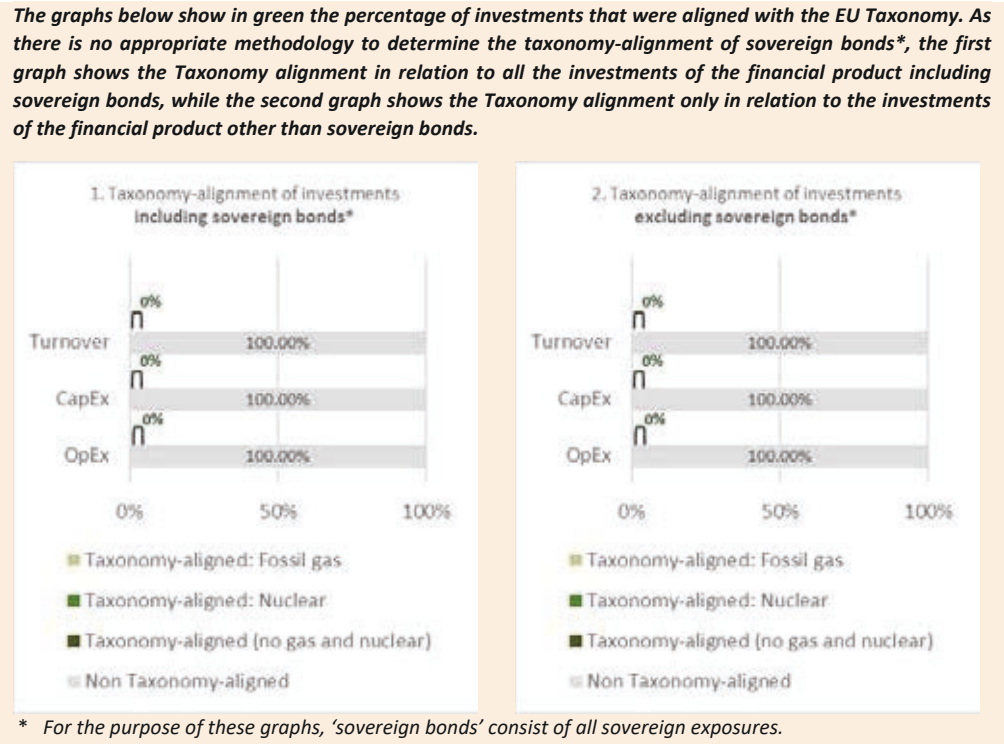 The graphs below show in green the percentage of investments that were aligned with the EU Taxonomy. As
there is no appropriate methodology to determine the taxonomy-alignment of sovereign bonds*, the first
graph shows the Taxonomy alignment in relation to all the investments of the financial product including
sovereign bonds, while the second graph shows the Taxonomy alignment only in relation to the investments
of the financial product other than sovereign bonds.
1. Taxonomy-alignment of investments
including sovereign bonds*
0%
Turnover 100.00%
0%
CapEx 100.00%
0%
OpEx 100.00%
0% 50% 100%
Taxonomy-aligned: Fossil gas
Taxonomy-aligned: Nuclear
Taxonomy-aligned (no gas and nuclear)
Non Taxonomy-aligned
2. Taxonomy-alignment of investments
excluding sovereign bonds*
0%
Turnover 100.00%
0%
CapEx 100.00%
0%
OpEx 100.00%
0% 50% 100%
Taxonomy-aligned: Fossil gas
Taxonomy-aligned: Nuclear
Taxonomy-aligned (no gas and nuclear)
Non Taxonomy-aligned
* For the purpose of these graphs, ‘sovereign bonds’ consist of all sovereign exposures.